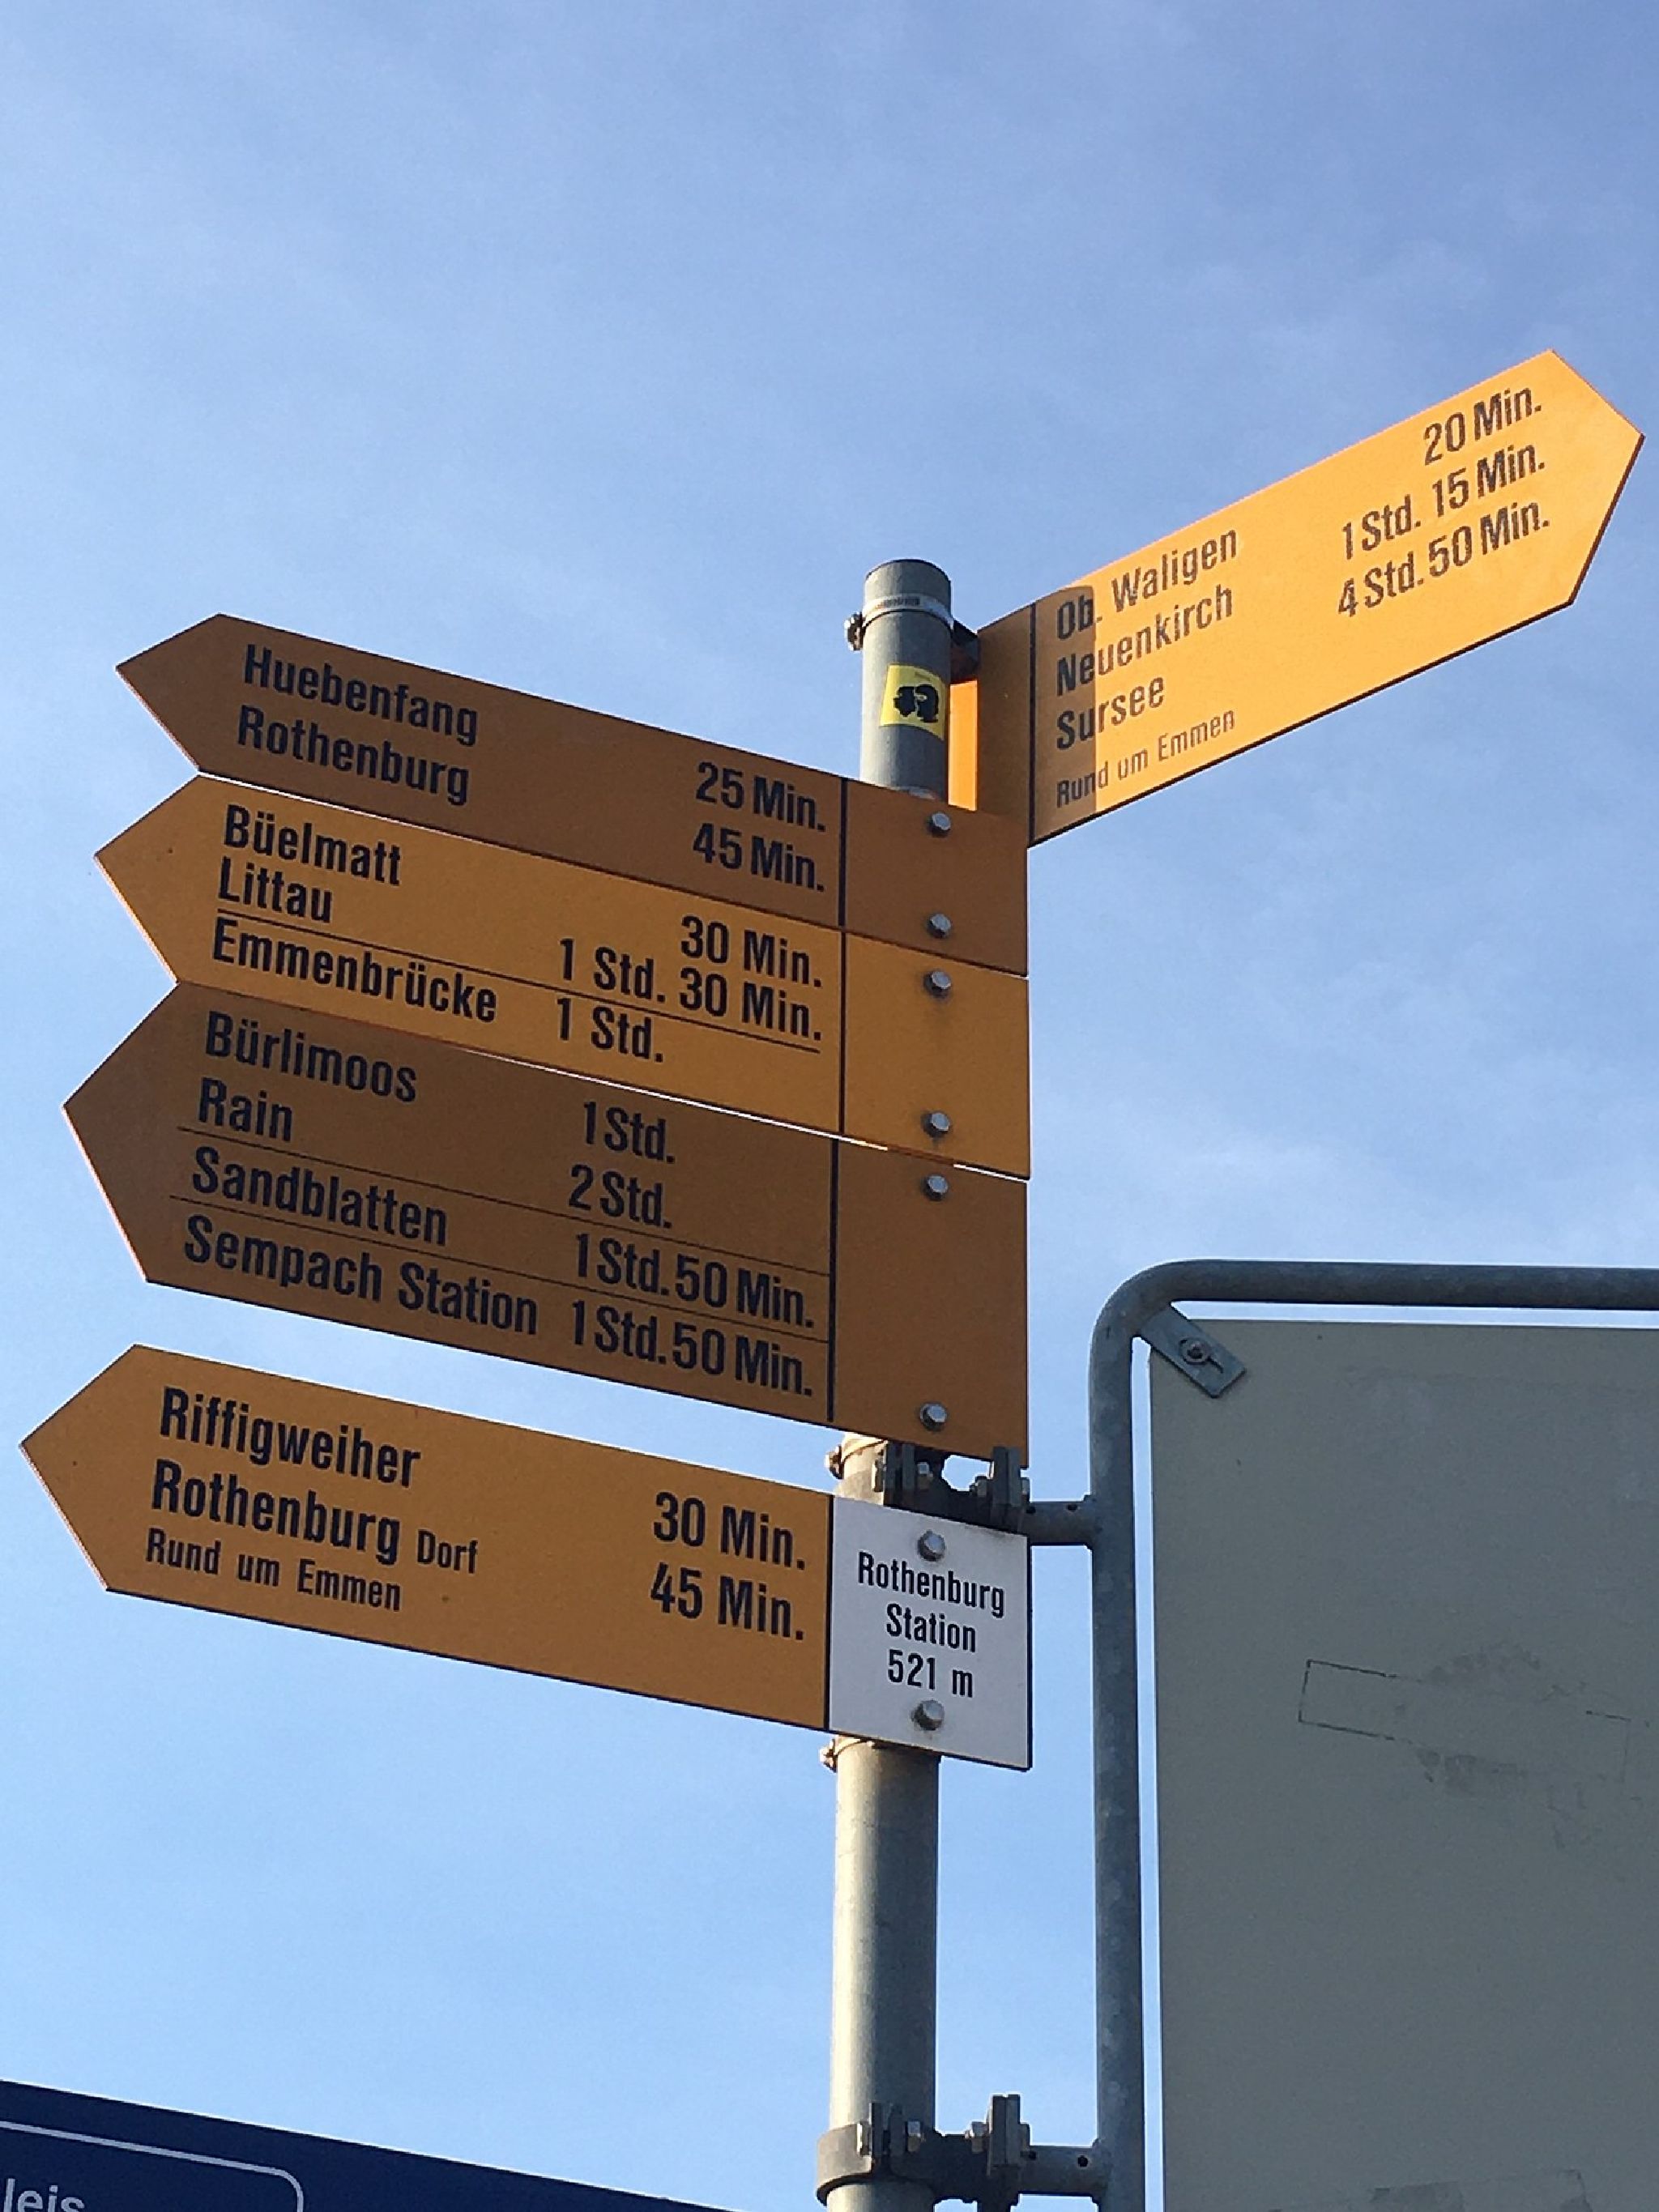 Ob. Waligen 20 Min.
Neuenkirch 1 Std. 15 Min.
Sursee 4 Std. 50 Min.
Rund um Emmen
Huebenfang 25 Min.
Rothenburg 45 Min.
Büelmatt 30 Min.
Littau 1 Std. 30 Min.
Emmenbrücke 1 Std.
Bürlimoos 1 Std.
Rain 2 Std.
Sandblatten 1 Std. 50 Min.
Sempach Station 1 Std. 50 Min.
Riffigweiher 30 Min.
Rothenburg Dorf 45 Min.
Rund um Emmen
Rothenburg
Station
521 m